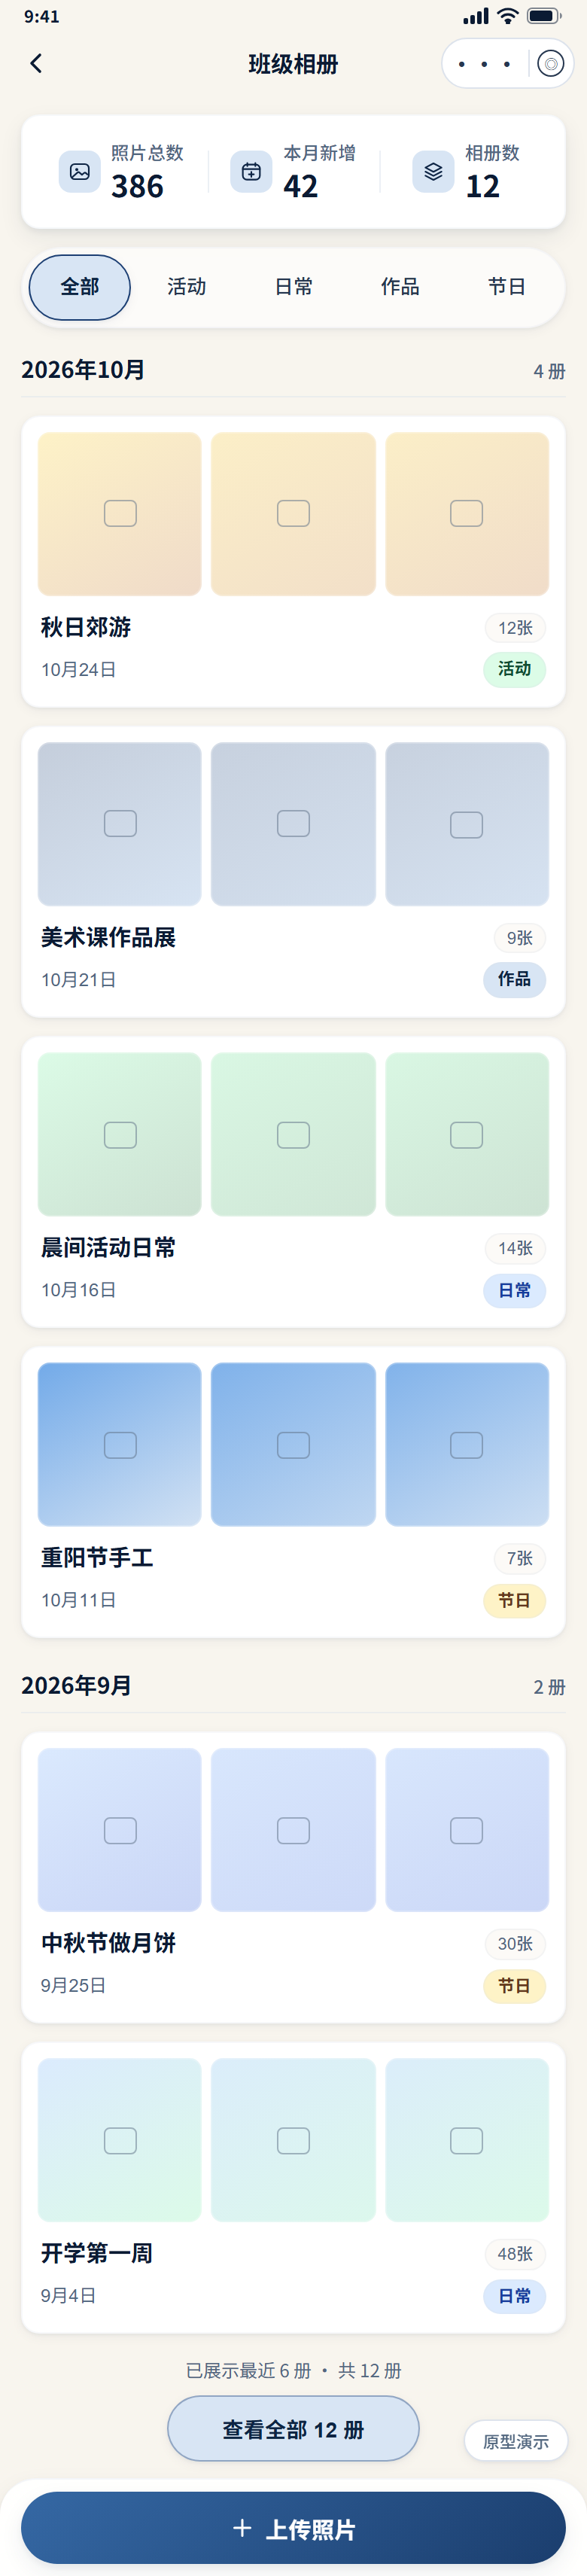 9:41
班级相册
照片总数
386
本月新增
42
相册数
12
全部 活动 日常 作品 节日
2026年10月 4 册
秋日郊游 12张
10月24日 活动
美术课作品展 9张
10月21日 作品
晨间活动日常 14张
10月16日 日常
重阳节手工 7张
10月11日 节日
2026年9月 2 册
中秋节做月饼 30张
9月25日 节日
开学第一周 48张
9月4日 日常
已展示最近 6 册 · 共 12 册
查看全部 12 册
原型演示
上传照片